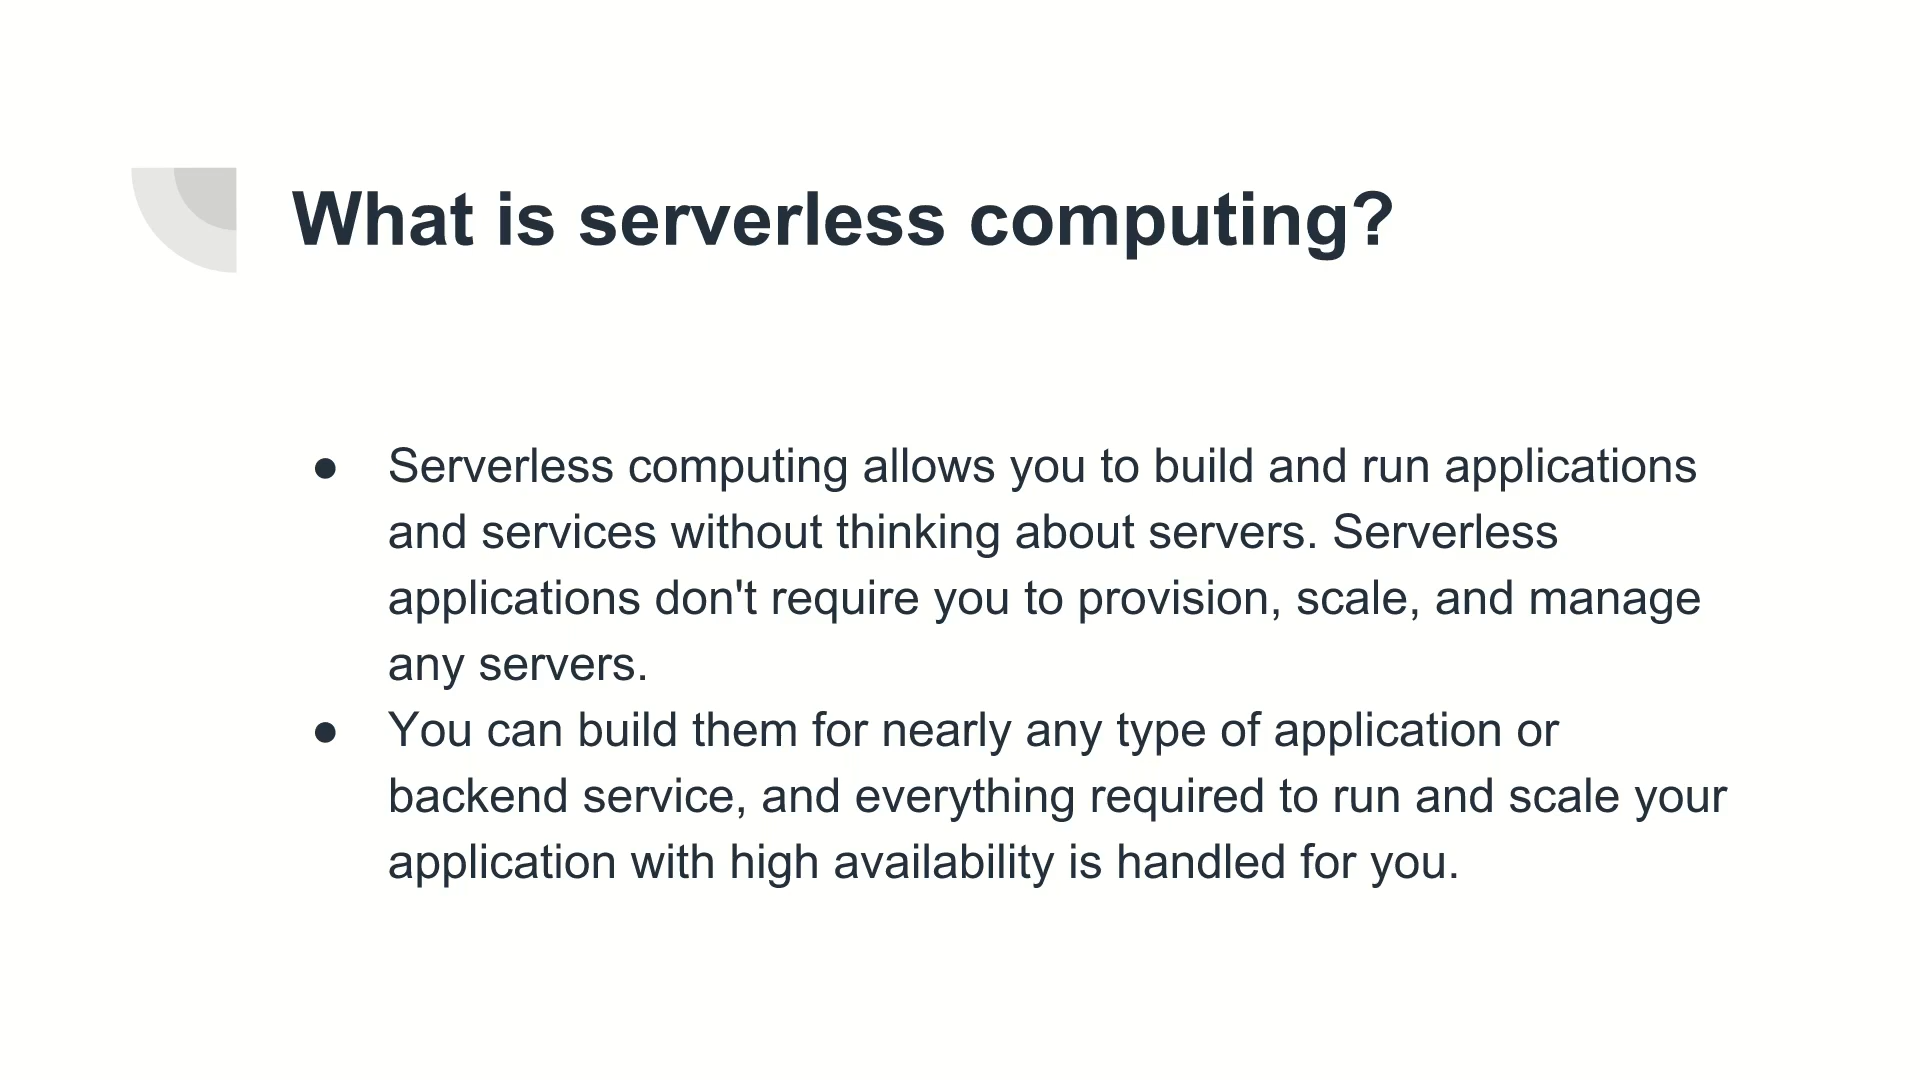 What is serverless computing?
● Serverless computing allows you to build and run applications
and services without thinking about servers. Serverless
applications don't require you to provision, scale, and manage
any servers.
● You can build them for nearly any type of application or
backend service, and everything required to run and scale your
application with high availability is handled for you.